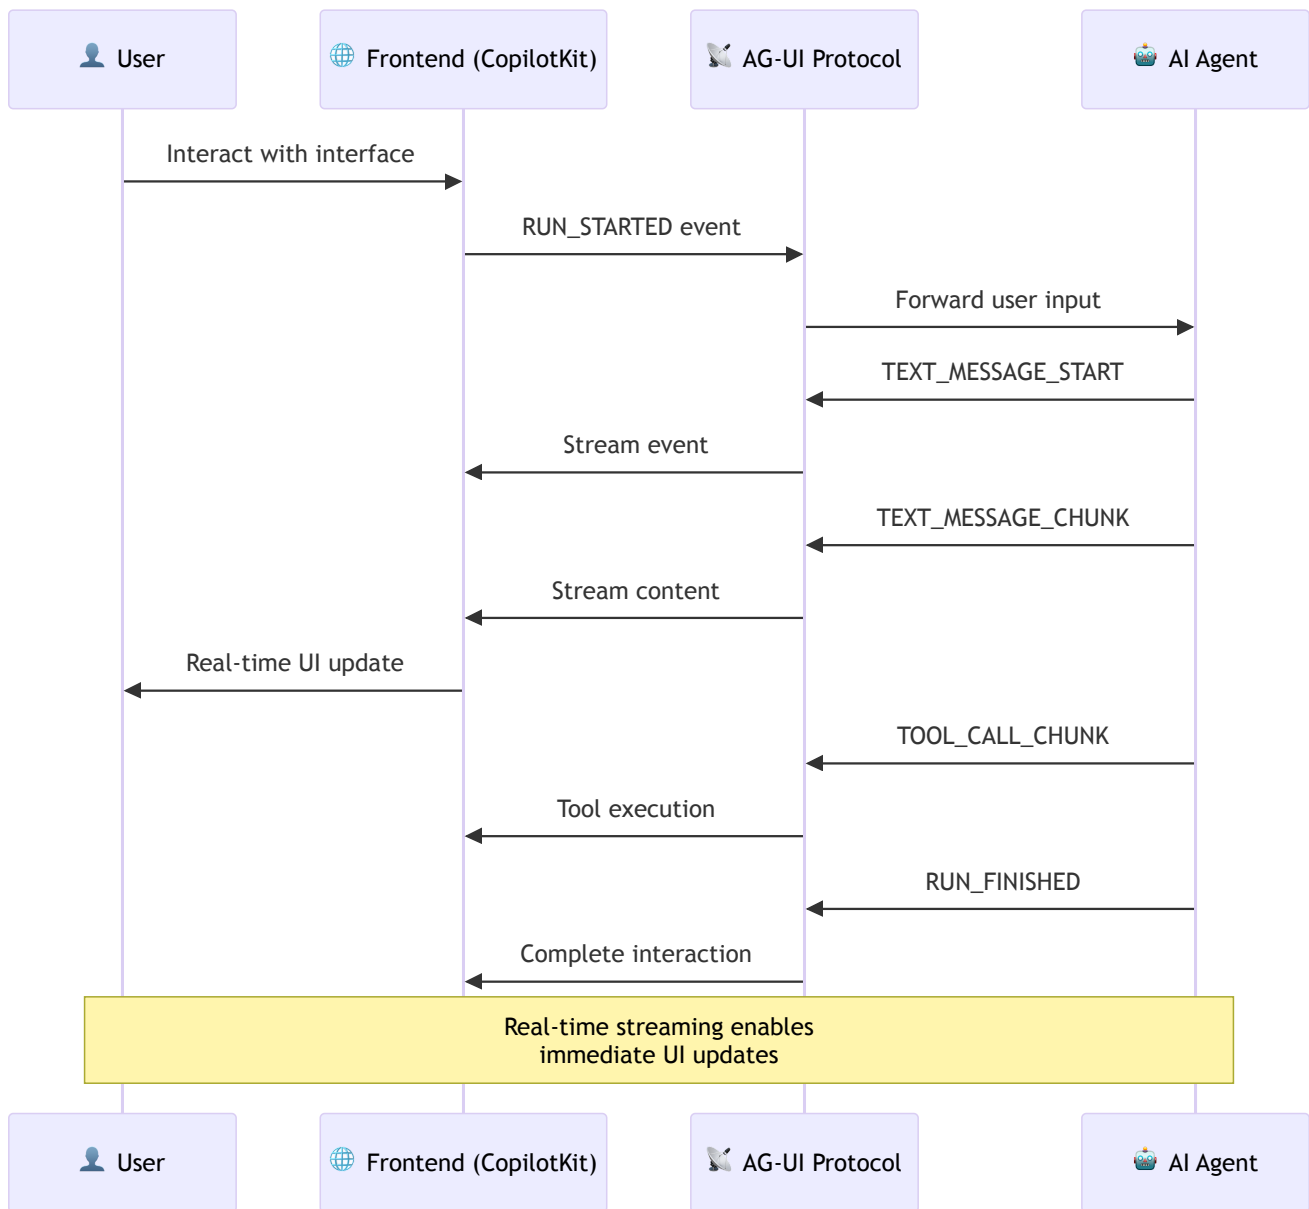 User
Frontend (CopilotKit)
AG-UI Protocol
AI Agent
Interact with interface
RUN_STARTED event
Forward user input
TEXT_MESSAGE_START
Stream event
TEXT_MESSAGE_CHUNK
Stream content
Real-time UI update
TOOL_CALL_CHUNK
Tool execution
RUN_FINISHED
Complete interaction
Real-time streaming enables
immediate UI updates
User
Frontend (CopilotKit)
AG-UI Protocol
AI Agent